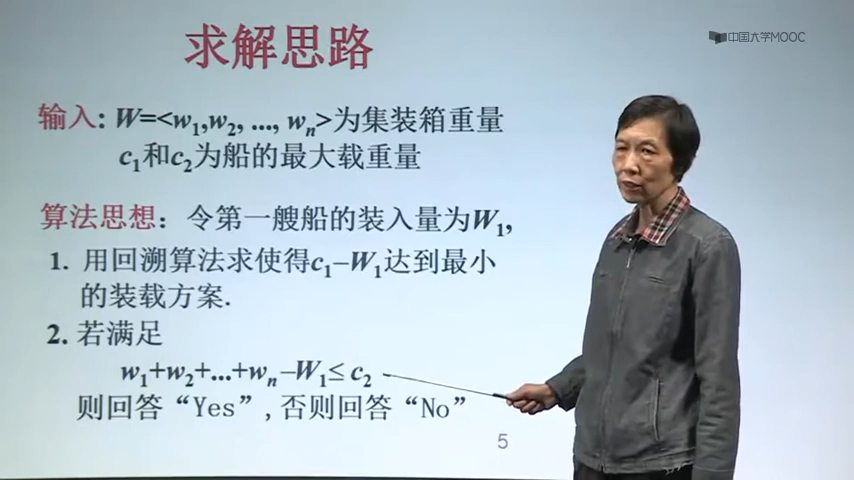 中国大学MOOC
求解思路
输入: W=<w₁,w₂, ..., wₙ>为集装箱重量
c₁和c₂为船的最大载重量
算法思想：令第一艘船的装入量为W₁,
1. 用回溯算法求使得c₁–W₁达到最小
的装载方案.
2. 若满足
w₁+w₂+...+wₙ –W₁≤ c₂
则回答“Yes”, 否则回答“No”
5